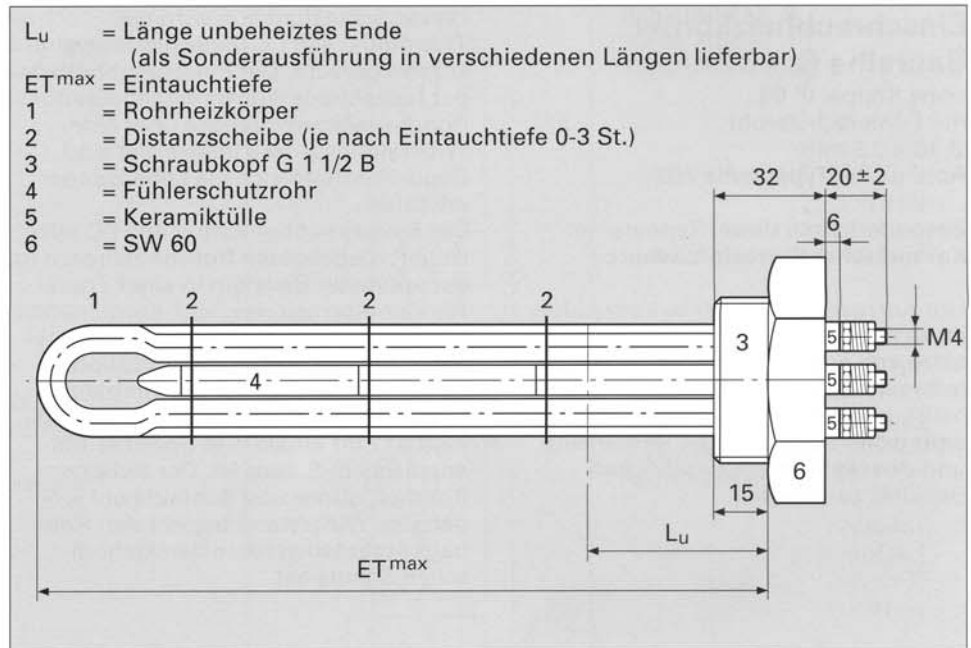 Lu = Länge unbeheiztes Ende
(als Sonderausführung in verschiedenen Längen lieferbar)
ETmax = Eintauchtiefe
1 = Rohrheizkörper
2 = Distanzscheibe (je nach Eintauchtiefe 0-3 St.)
3 = Schraubkopf G 1 1/2 B
4 = Fühlerschutzrohr
5 = Keramiktülle
6 = SW 60
32 20±2
6
1 2 2 2
3 5 M4
4 5
5
6
15
Lu
ETmax